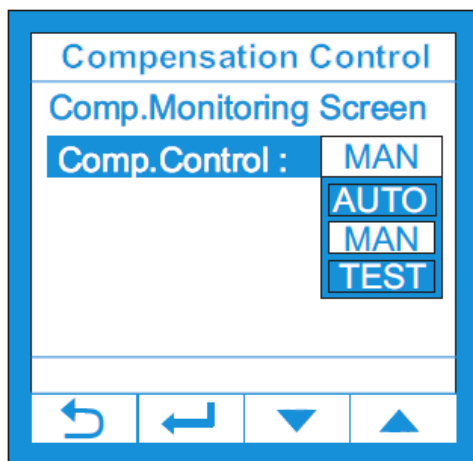 Compensation Control
Comp.Monitoring Screen
Comp.Control : MAN
AUTO
MAN
TEST